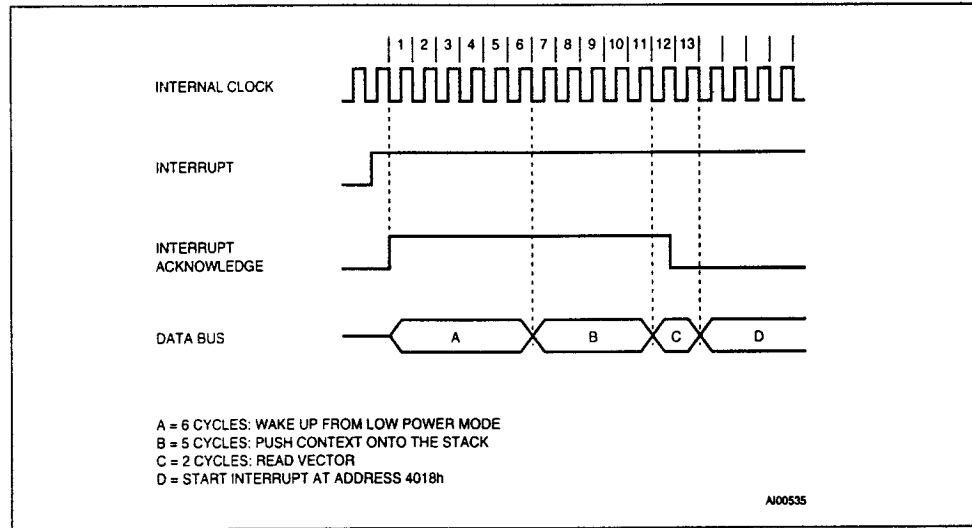 1 2 3 4 5 6 7 8 9 10 11 12 13
INTERNAL CLOCK
INTERRUPT
INTERRUPT
ACKNOWLEDGE
DATA BUS A B C D
A = 6 CYCLES: WAKE UP FROM LOW POWER MODE
B = 5 CYCLES: PUSH CONTEXT ONTO THE STACK
C = 2 CYCLES: READ VECTOR
D = START INTERRUPT AT ADDRESS 4018h
AI00535